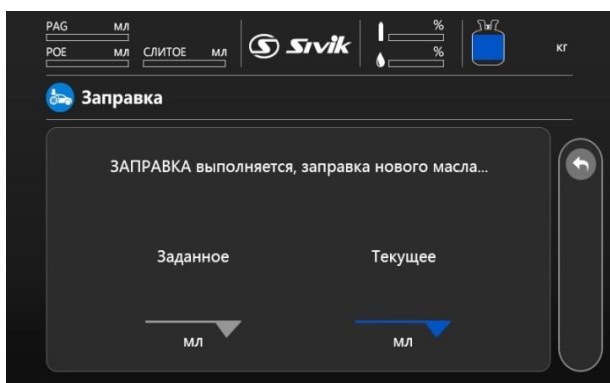 PAG мл
POE мл СЛИТОЕ мл
Sivik
%
%
кг
Заправка
ЗАПРАВКА выполняется, заправка нового масла...
Заданное Текущее
мл мл